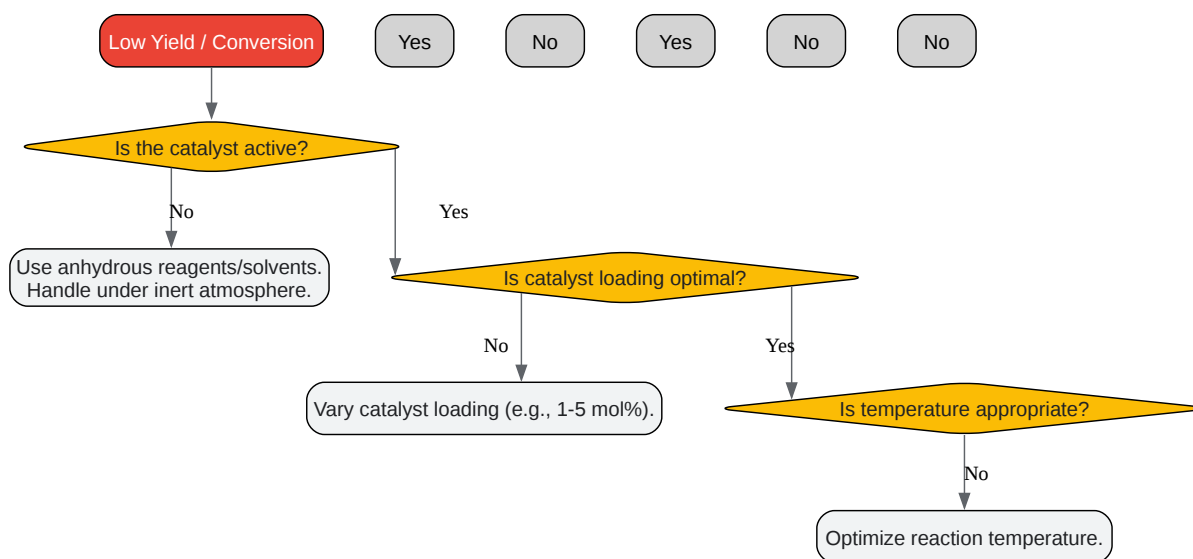 Low Yield / Conversion
Yes
No
Yes
No
No
Is the catalyst active?
No
Yes
Use anhydrous reagents/solvents.
Handle under inert atmosphere.
Is catalyst loading optimal?
No
Yes
Vary catalyst loading (e.g., 1-5 mol%).
Is temperature appropriate?
No
Optimize reaction temperature.